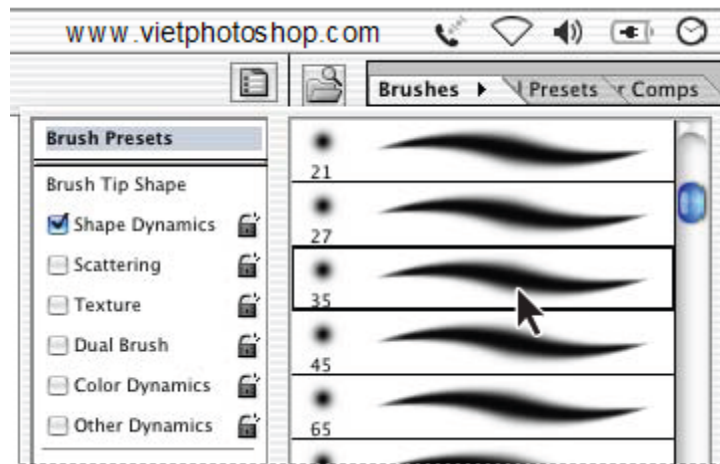 www.vietphotoshop.com
Brushes Presets Comps
Brush Presets
Brush Tip Shape
Shape Dynamics
Scattering
Texture
Dual Brush
Color Dynamics
Other Dynamics
21
27
35
45
65